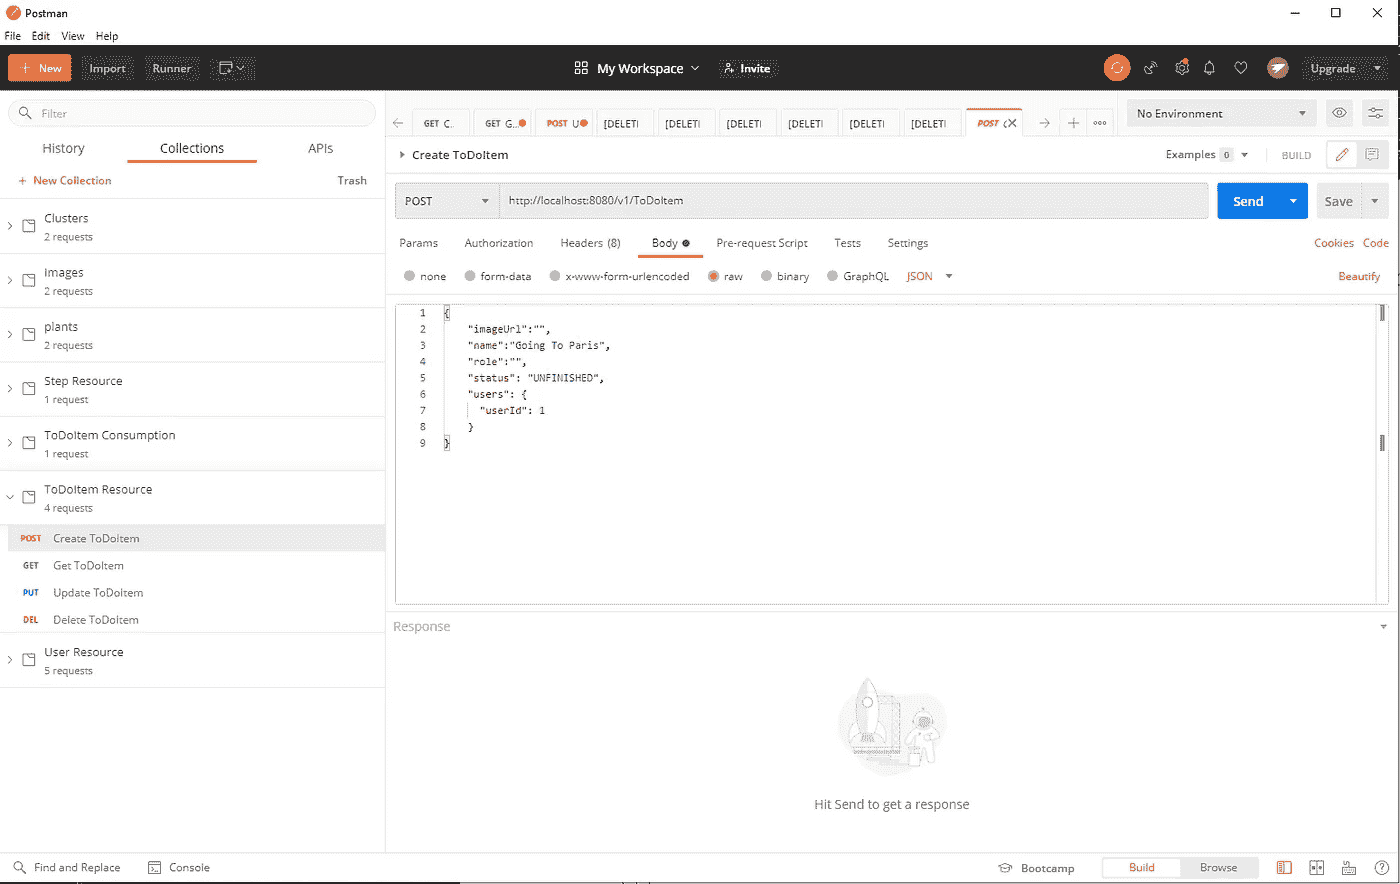 Postman
File Edit View Help
New Import Runner My Workspace Invite Upgrade
Filter
History Collections APIs
+ New Collection Trash
Clusters
2 requests
Images
2 requests
plants
2 requests
Step Resource
1 request
ToDoItem Consumption
1 request
ToDoItem Resource
4 requests
POST Create ToDoItem
GET Get ToDoItem
PUT Update ToDoItem
DEL Delete ToDoItem
User Resource
5 requests
GET C.. GET G... POST U [DELETI [DELETI [DELETI [DELETI [DELETI [DELETI POST No Environment
Create ToDoItem Examples 0 BUILD
POST http://localhost:8080/v1/ToDoItem Send Save
Params Authorization Headers (8) Body Pre-request Script Tests Settings Cookies Code
none form-data x-www-form-urlencoded raw binary GraphQL JSON Beautify
1 {
2 "imageUrl":"",
3 "name":"Going To Paris",
4 "role":"",
5 "status": "UNFINISHED",
6 "users": {
7 "userId": 1
8 }
9 }
Response
Hit Send to get a response
Find and Replace Console Bootcamp Build Browse